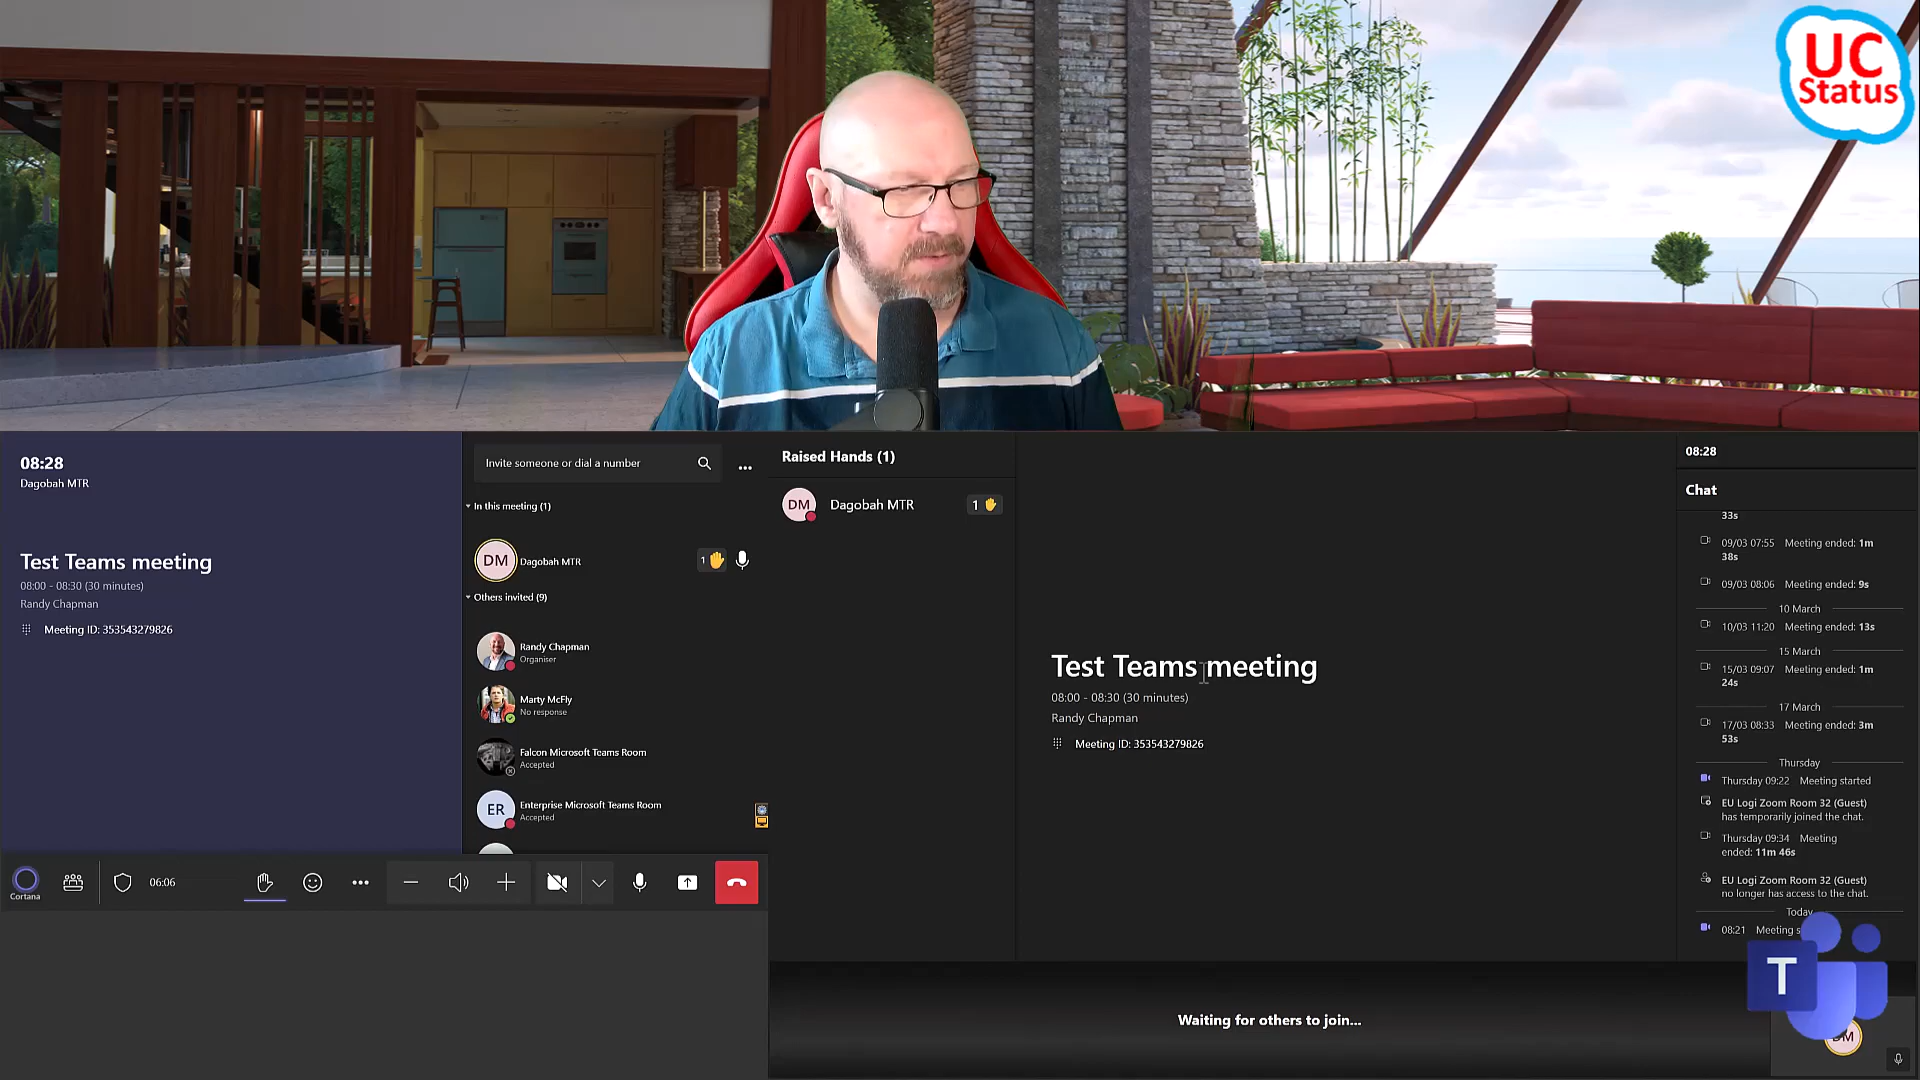 UC
Status
08:28
Dagobah MTR
Test Teams meeting
08:00 - 08:30 (30 minutes)
Randy Chapman
Meeting ID: 353543279826
Invite someone or dial a number
In this meeting (1)
DM
Dagobah MTR
1
Others invited (9)
Randy Chapman
Organiser
Marty McFly
No response
Falcon Microsoft Teams Room
Accepted
ER
Enterprise Microsoft Teams Room
Accepted
Cortana
06:06
Raised Hands (1)
DM
Dagobah MTR
1
Test Teams meeting
08:00 - 08:30 (30 minutes)
Randy Chapman
Meeting ID: 353543279826
Waiting for others to join...
08:28
Chat
33s
09/03 07:55 Meeting ended: 1m
38s
09/03 08:06 Meeting ended: 9s
10 March
10/03 11:20 Meeting ended: 13s
15 March
15/03 09:07 Meeting ended: 1m
24s
17 March
17/03 08:33 Meeting ended: 3m
53s
Thursday
Thursday 09:22 Meeting started
EU Logi Zoom Room 32 (Guest)
has temporarily joined the chat.
Thursday 09:34 Meeting
ended: 11m 46s
EU Logi Zoom Room 32 (Guest)
no longer has access to the chat.
Today
08:21 Meeting
T
DM